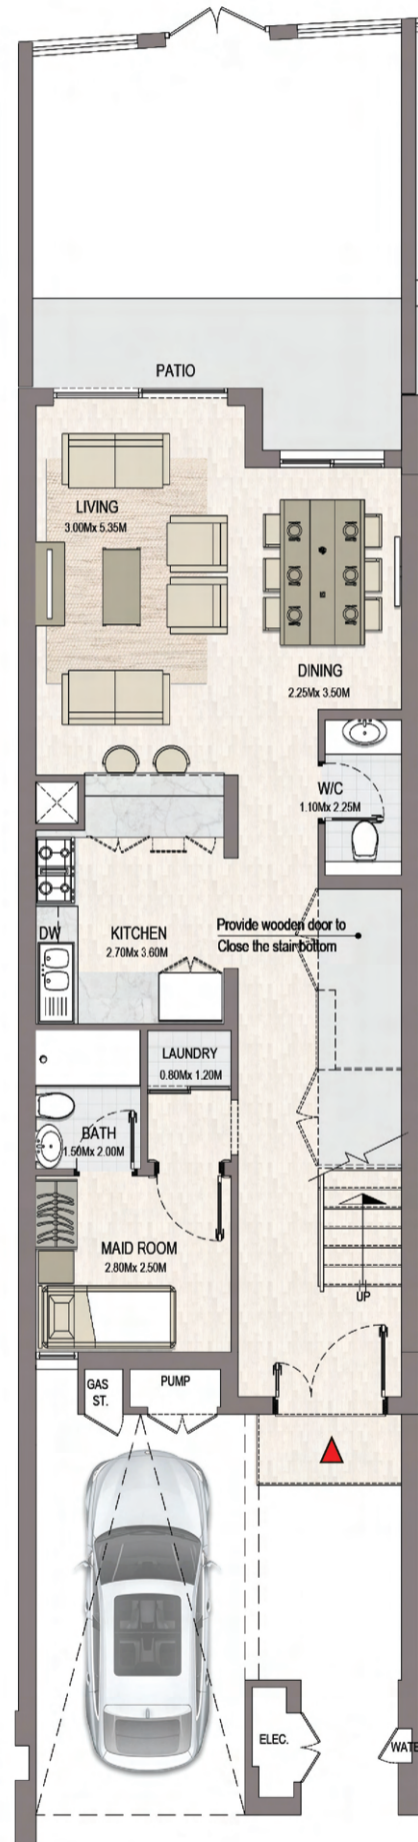 PATIO
LIVING
3.00Mx 5.35M
DINING
2.25Mx 3.50M
W/C
1.10Mx 2.25M
Provide wooden door to
Close the stair bottom
DW
KITCHEN
2.70Mx 3.60M
LAUNDRY
0.80Mx 1.20M
BATH
1.50Mx 2.00M
MAID ROOM
2.80Mx 2.50M
UP
GAS
ST.
PUMP
ELEC.
WATE